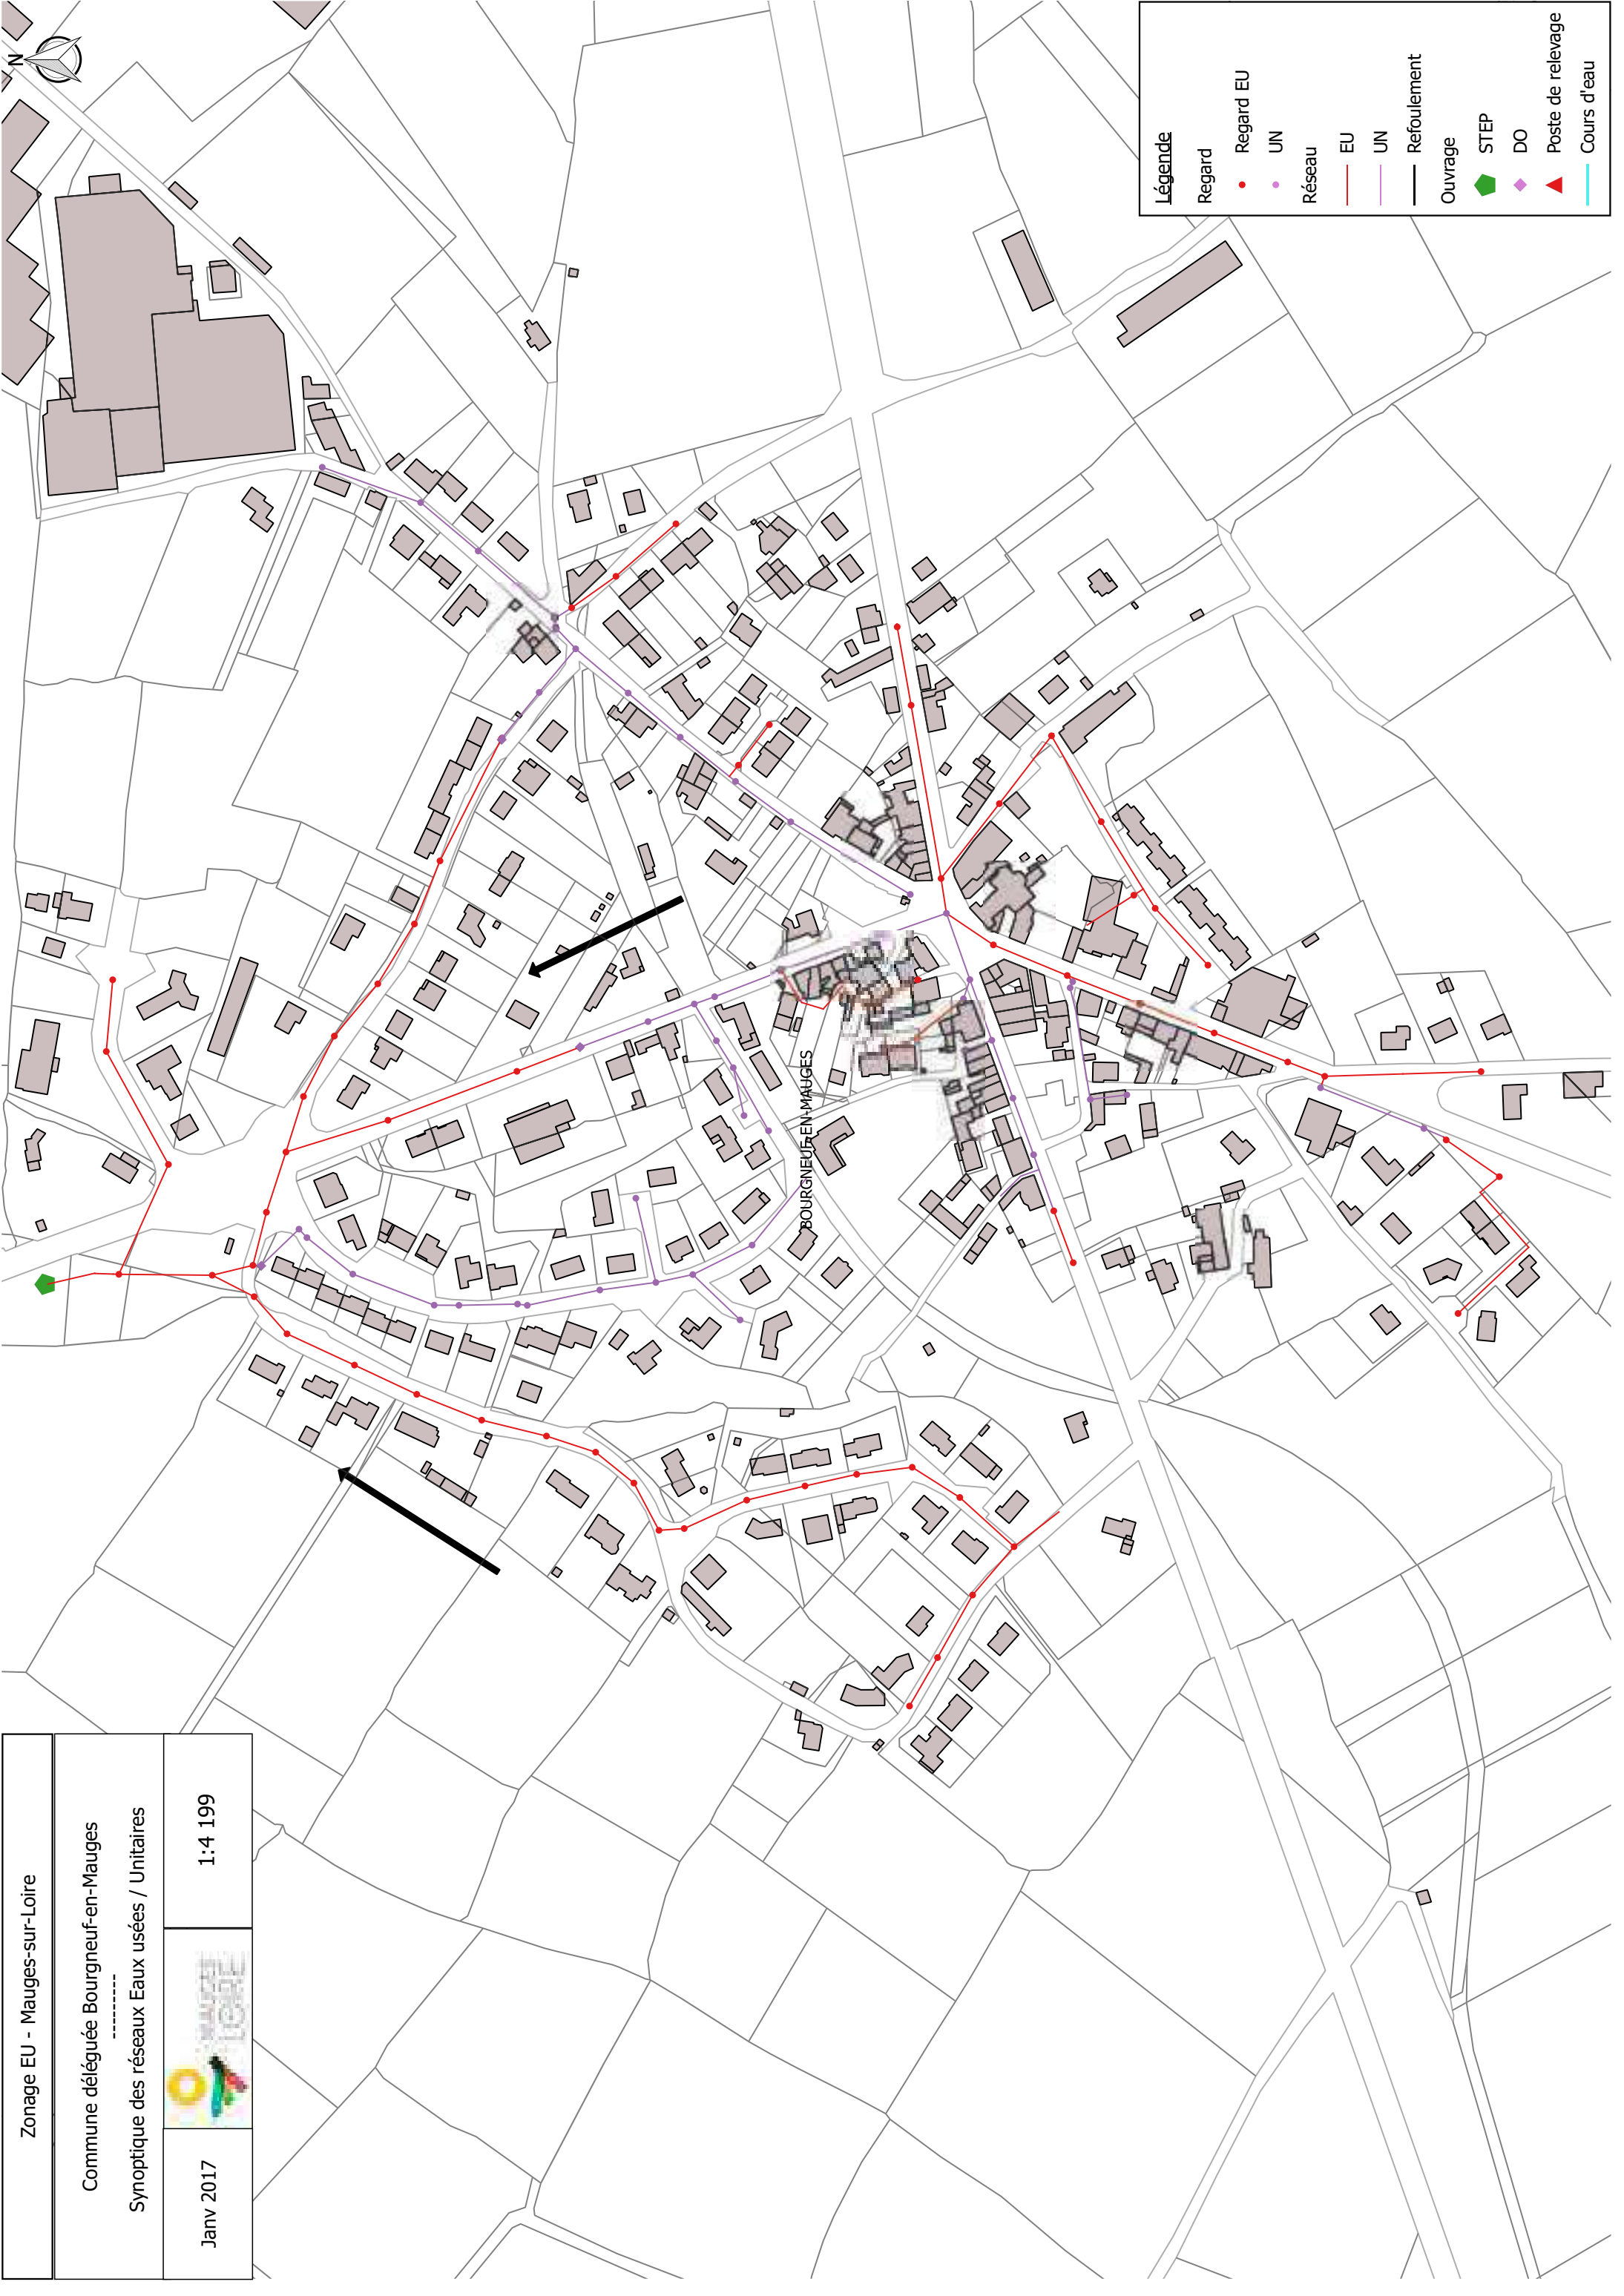 Zonage EU - Mauges-sur-Loire
Commune déléguée Bourgneuf-en-Mauges
--------
Synoptique des réseaux Eaux usées / Unitaires
Janv 2017
MAUGES
LOIRE
1:4 199
BOURGNEUF-EN-MAUGES
N
Légende
Regard
Regard EU
UN
Réseau
EU
UN
Refoulement
Ouvrage
STEP
DO
Poste de relevage
Cours d'eau